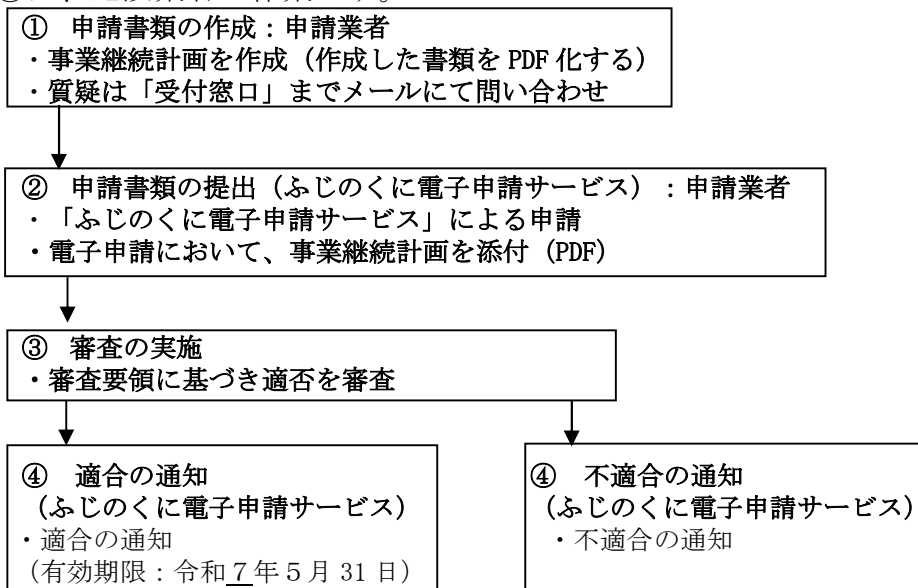 ① 申請書類の作成：申請業者
・事業継続計画を作成（作成した書類を PDF 化する）
・質疑は「受付窓口」までメールにて問い合わせ
② 申請書類の提出（ふじのくに電子申請サービス）：申請業者
・「ふじのくに電子申請サービス」による申請
・電子申請において、事業継続計画を添付（PDF）
③ 審査の実施
・審査要領に基づき適否を審査
④ 適合の通知
（ふじのくに電子申請サービス）
・適合の通知
（有効期限：令和７年５月 31 日）
④ 不適合の通知
（ふじのくに電子申請サービス）
・不適合の通知